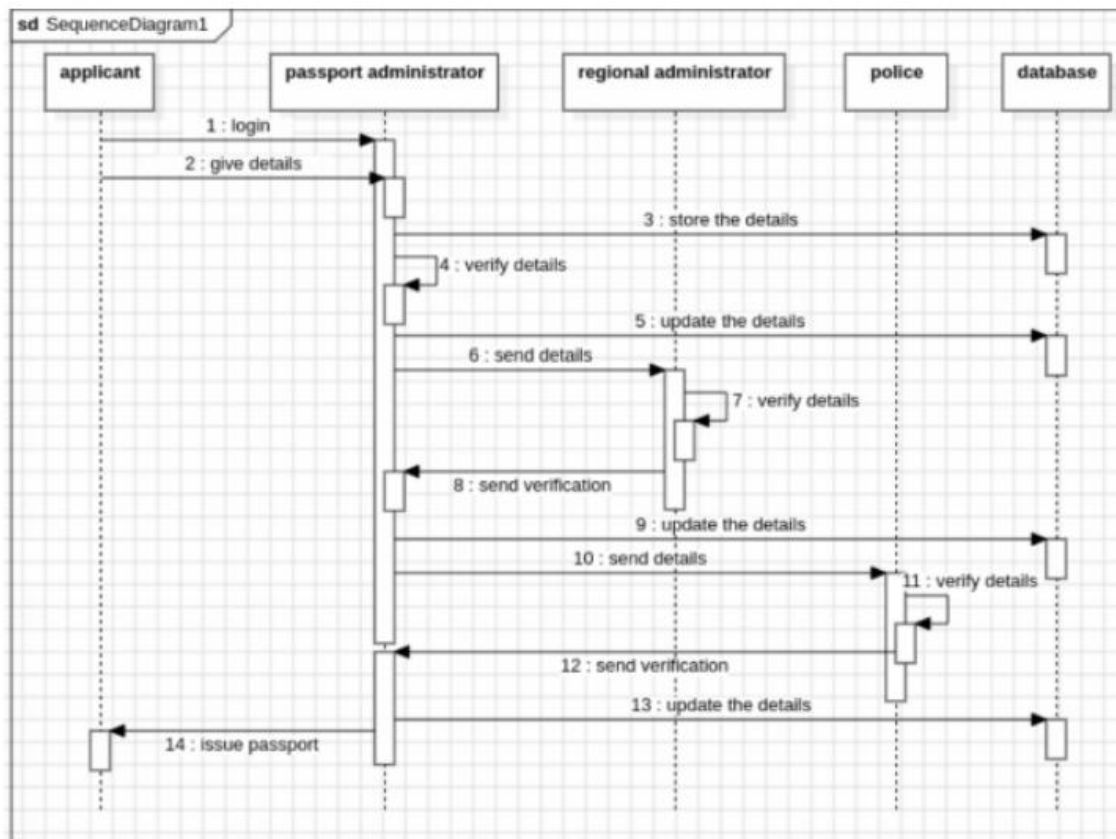 sd SequenceDiagram1
applicant
passport administrator
regional administrator
police
database
1 : login
2 : give details
3 : store the details
4 : verify details
5 : update the details
6 : send details
7 : verify details
8 : send verification
9 : update the details
10 : send details
11 : verify details
12 : send verification
13 : update the details
14 : issue passport